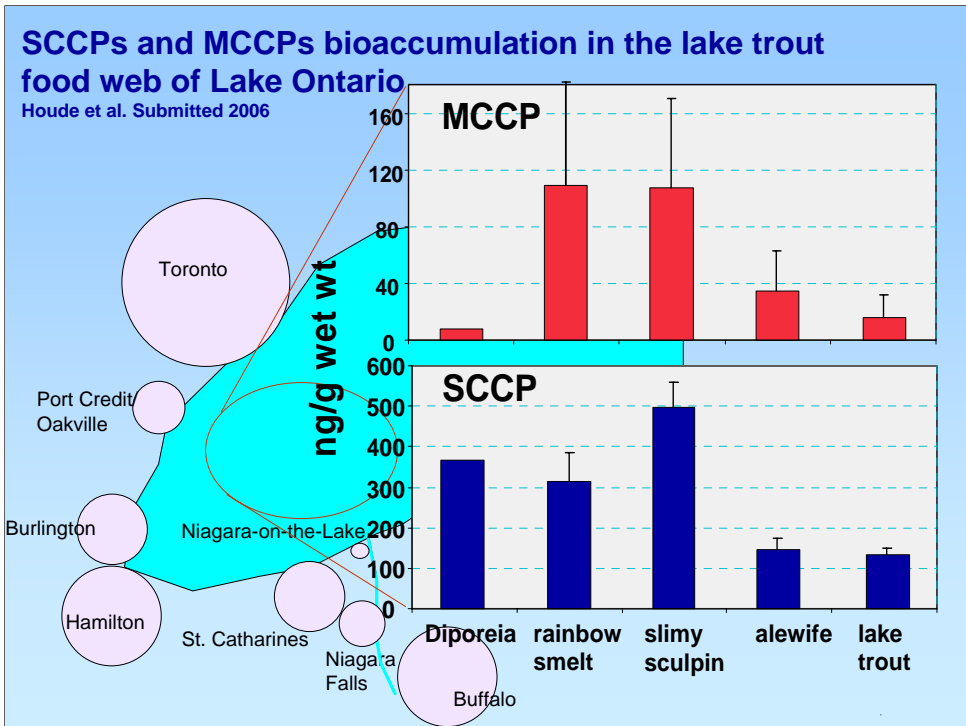 SCCPs and MCCPs bioaccumulation in the lake trout
food web of Lake Ontario
Houde et al. Submitted 2006
MCCP
160
120
80
40
0
ng/g wet wt
SCCP
600
500
400
300
200
100
0
Diporeia
rainbow
smelt
slimy
sculpin
alewife
lake
trout
Toronto
Port Credit
Oakville
Burlington
Hamilton
Niagara-on-the-Lake
St. Catharines
Niagara
Falls
Buffalo